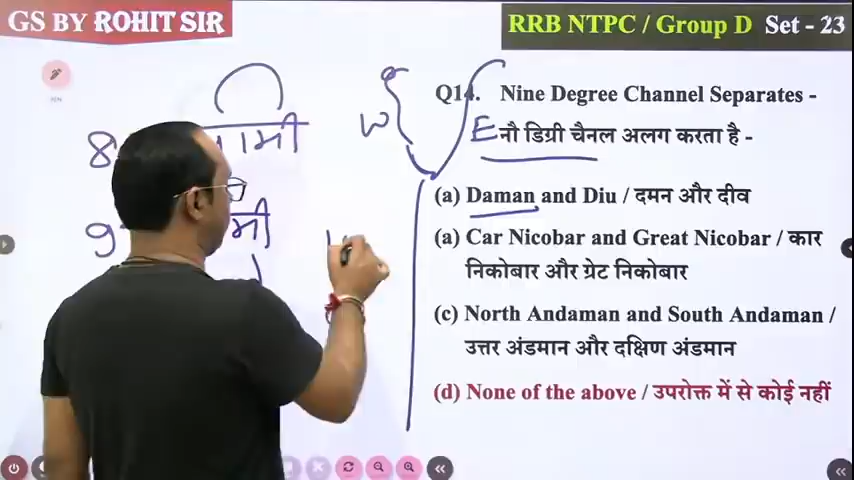 GS BY ROHIT SIR
RRB NTPC / Group D Set - 23
Q14. Nine Degree Channel Separates -
नौ डिग्री चैनल अलग करता है -
(a) Daman and Diu / दमन और दीव
(a) Car Nicobar and Great Nicobar / कार
निकोबार और ग्रेट निकोबार
(c) North Andaman and South Andaman /
उत्तर अंडमान और दक्षिण अंडमान
(d) None of the above / उपरोक्त में से कोई नहीं
W
E
8
9